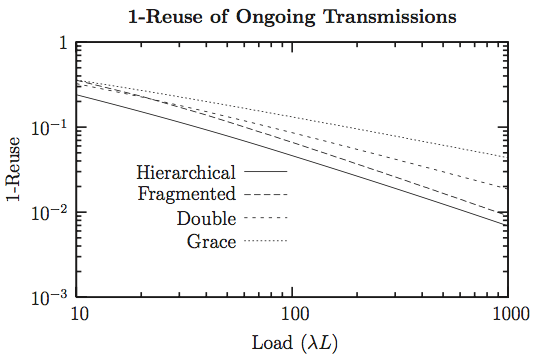 1-Reuse of Ongoing Transmissions
1
10⁻¹
10⁻²
10⁻³
1-Reuse
Hierarchical
Fragmented
Double
Grace
10
100
1000
Load (λL)